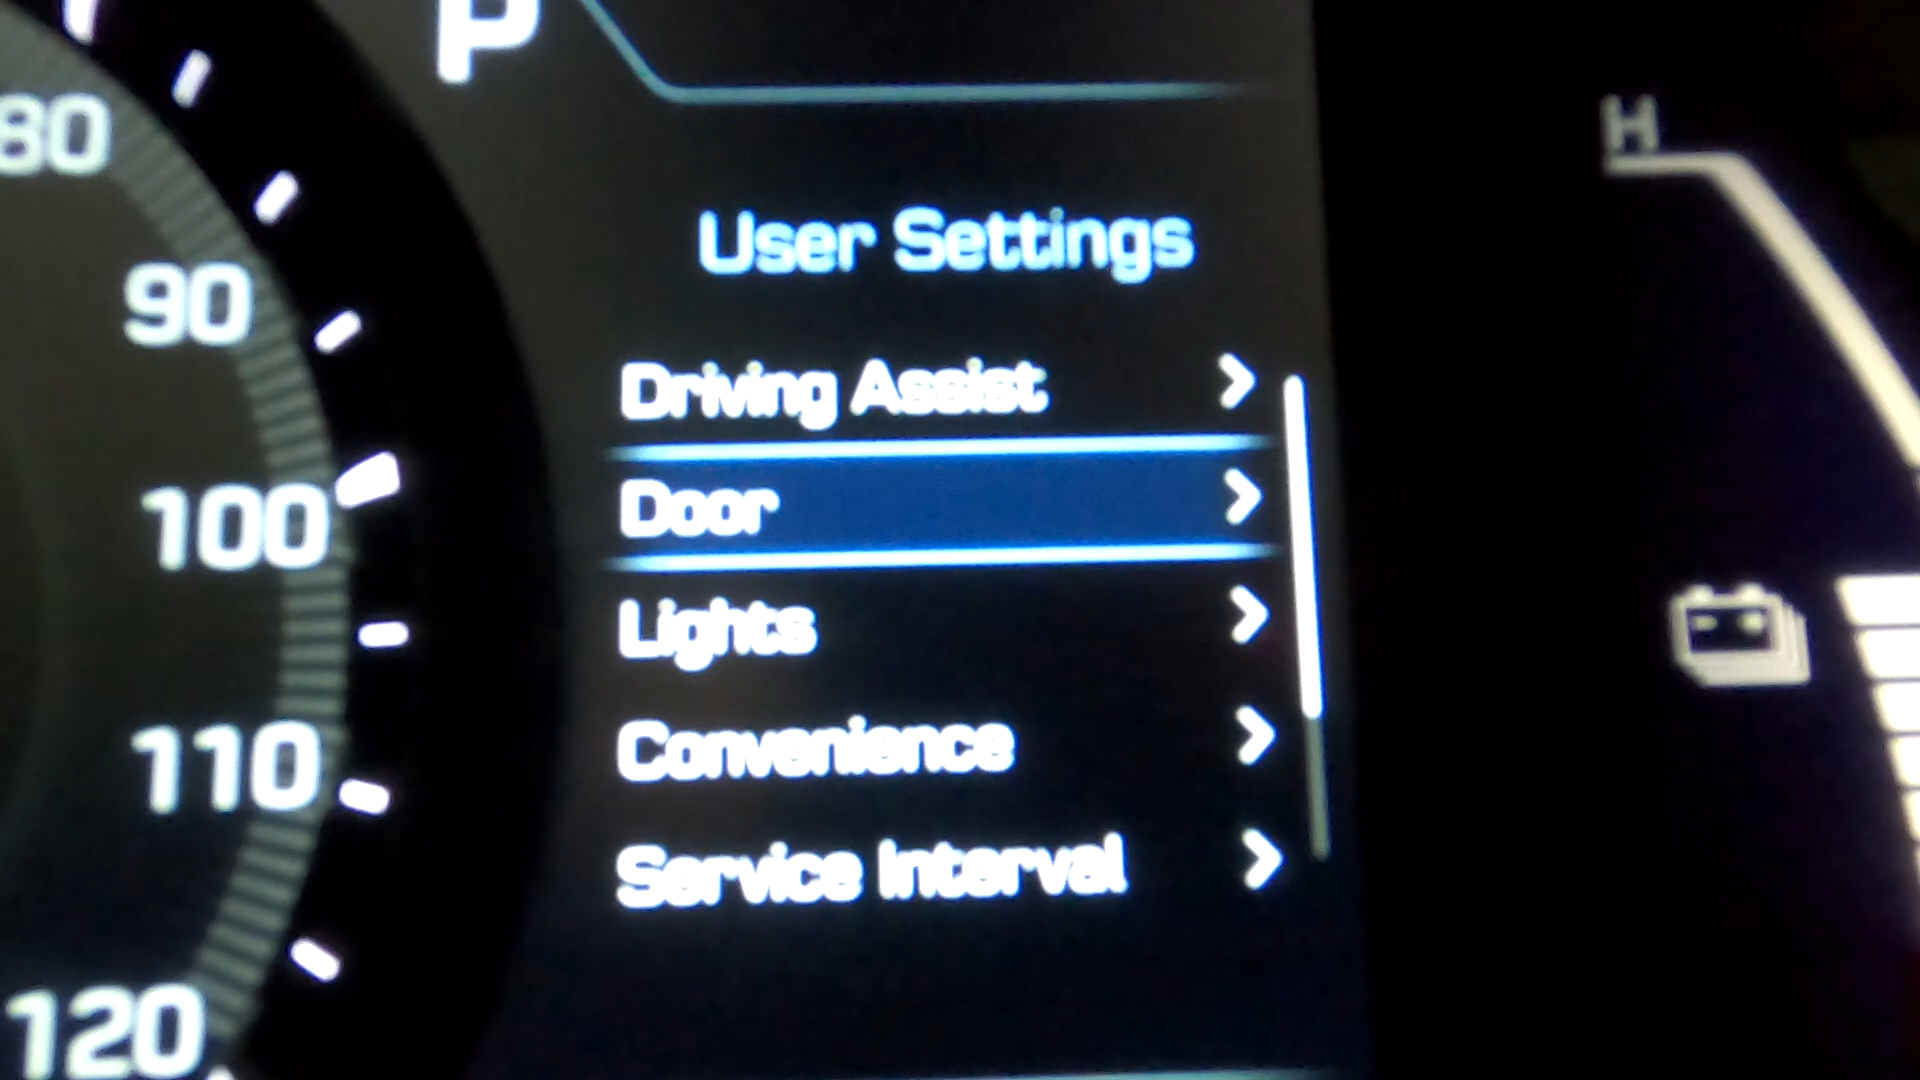 P
80
90
100
110
120
User Settings
Driving Assist
Door
Lights
Convenience
Service Interval
H